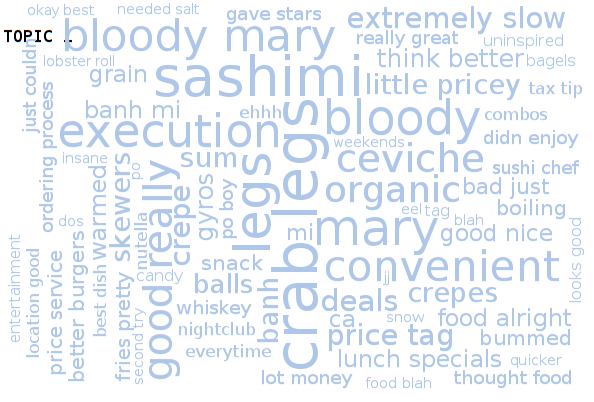 okay best
needed salt
gave stars
extremely slow
bloody mary
TOPIC ..
really great
uninspired
lobster roll
think better
bagels
grain
sashimi
little pricey
tax tip
just couldn
banh mi
ehhh
bloody
combos
execution
didn enjoy
weekends
ordering process
insane
sum
ceviche
sushi chef
po
warmed
skewers
really
crepe
gyros
po boy
legs
crab legs
organic
bad just
eel
tag
boiling
blah
dos
nutella
mi
mary
good nice
looks good
entertainment
location good
price service
better burgers
best dish
fries pretty
candy
good
snack
balls
convenient
jj
whiskey
banh
deals
crepes
second try
nightclub
ca
snow
food alright
price tag
bummed
everytime
lunch specials
quicker
lot money
food blah
thought food